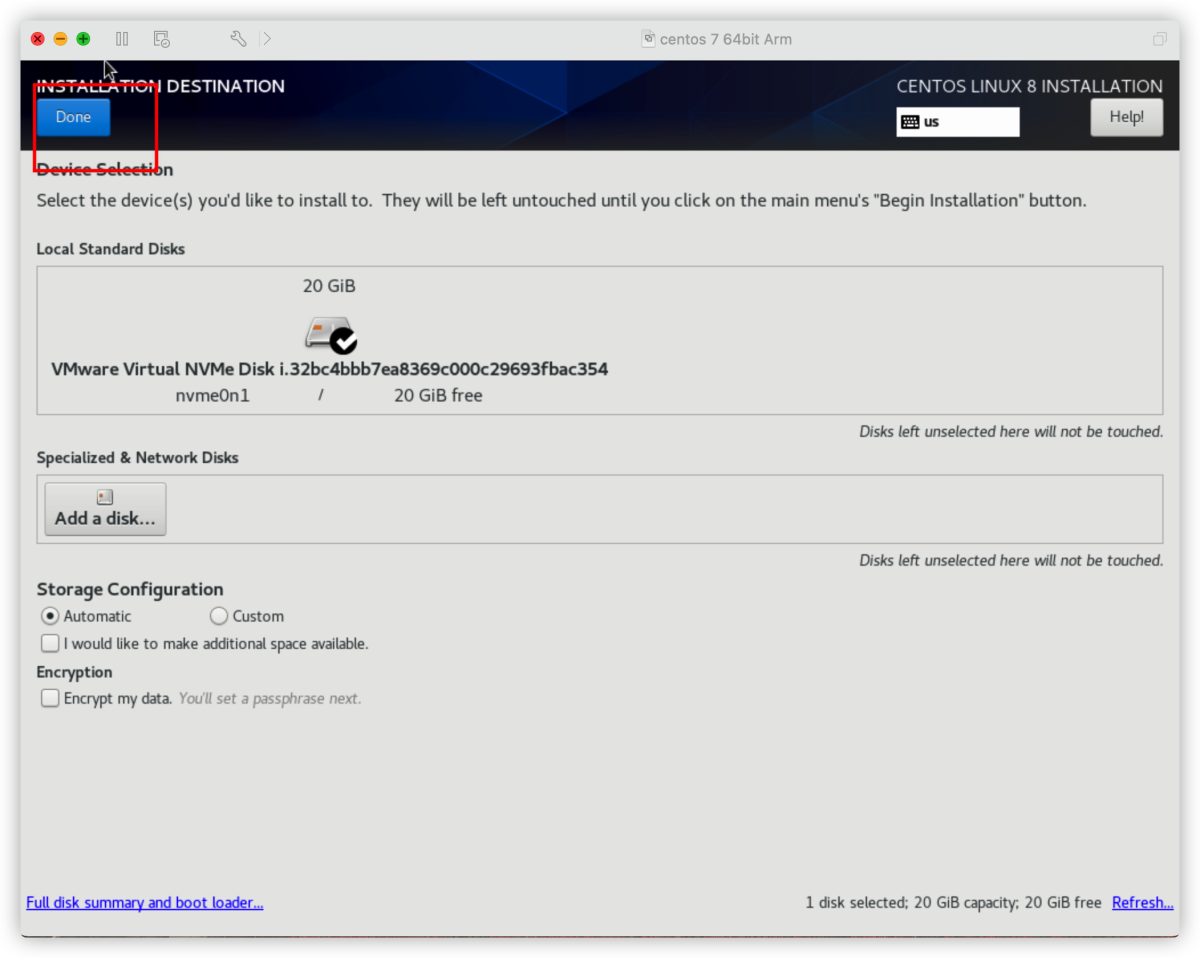 centos 7 64bit Arm
INSTALLATION DESTINATION
CENTOS LINUX 8 INSTALLATION
Done
us
Help!
Device Selection
Select the device(s) you'd like to install to.  They will be left untouched until you click on the main menu's "Begin Installation" button.
Local Standard Disks
20 GiB
VMware Virtual NVMe Disk i.32bc4bbb7ea8369c000c29693fbac354
nvme0n1 / 20 GiB free
Disks left unselected here will not be touched.
Specialized & Network Disks
Add a disk...
Disks left unselected here will not be touched.
Storage Configuration
Automatic Custom
I would like to make additional space available.
Encryption
Encrypt my data. You'll set a passphrase next.
Full disk summary and boot loader... 1 disk selected; 20 GiB capacity; 20 GiB free Refresh...